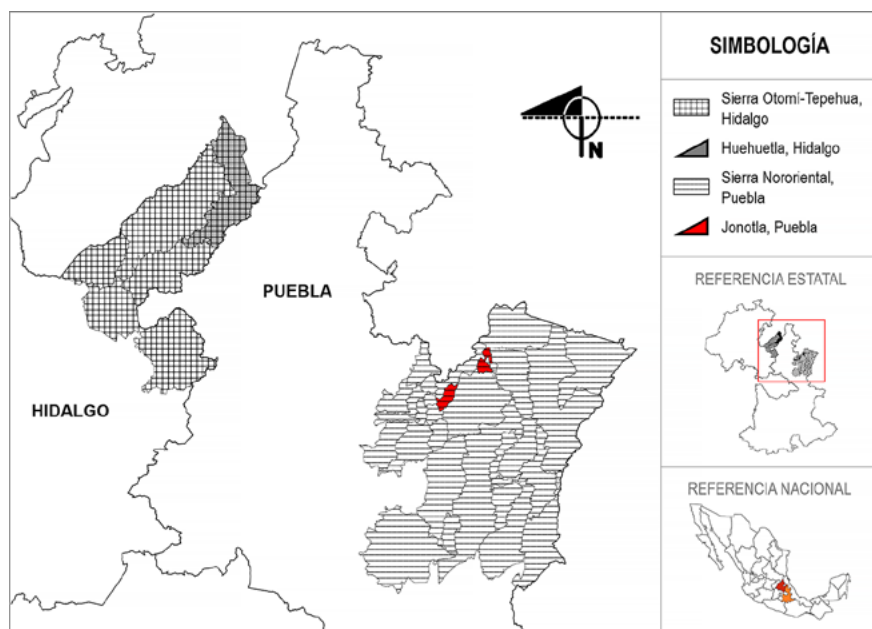 SIMBOLOGÍA
Sierra Otomí-Tepehua,
Hidalgo
Huehuetla, Hidalgo
Sierra Nororiental,
Puebla
Jonotla, Puebla
N
PUEBLA
HIDALGO
REFERENCIA ESTATAL
REFERENCIA NACIONAL